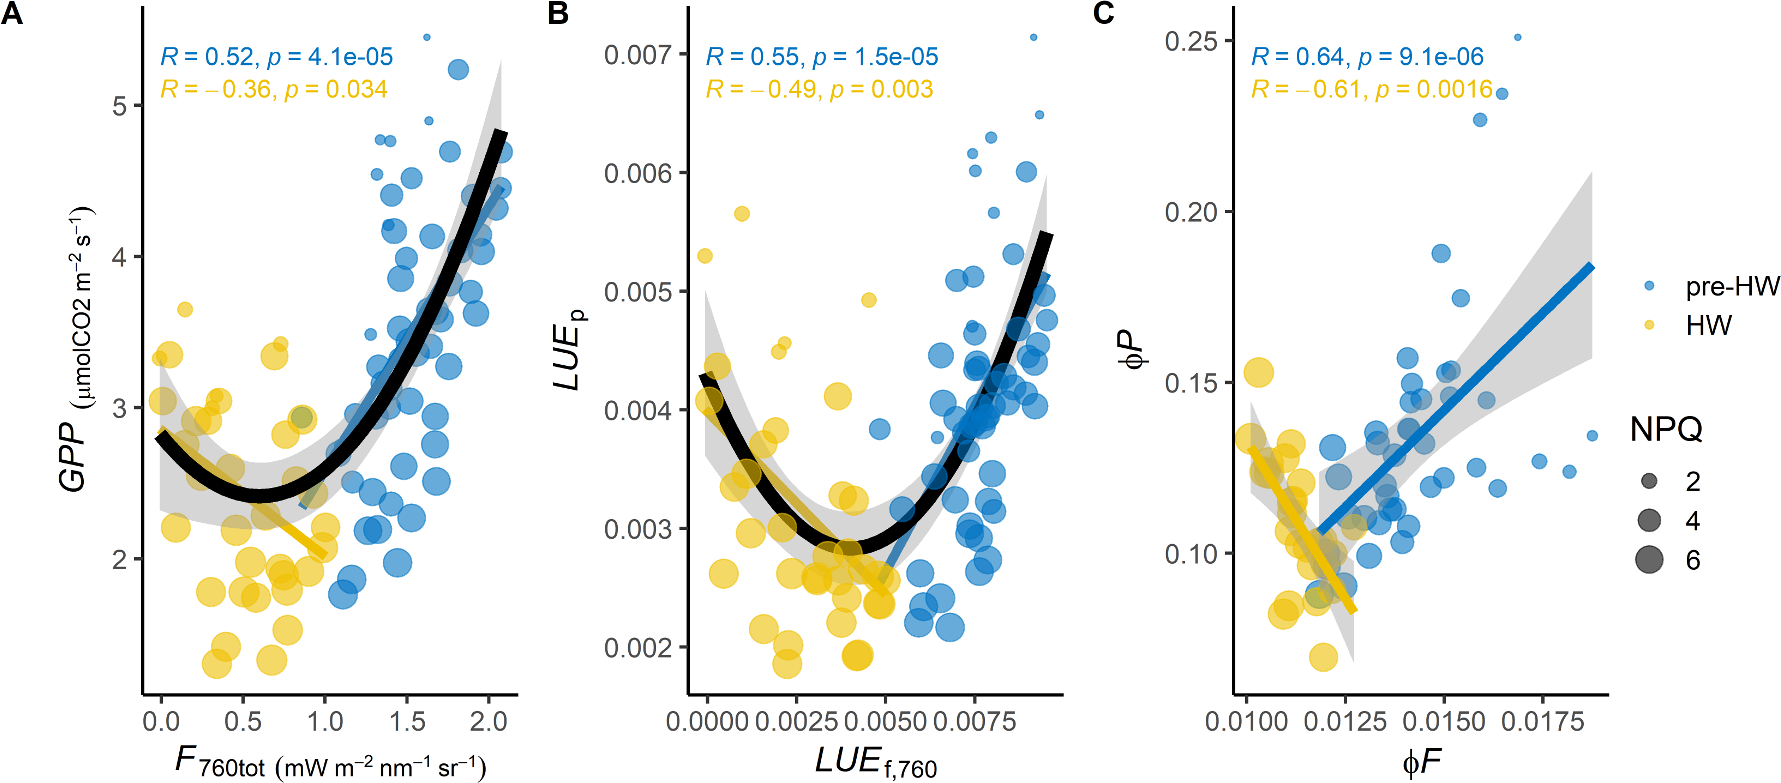 A
R = 0.52, p = 4.1e-05
R = −0.36, p = 0.034
GPP (µmolCO2 m−2 s−1)
5
4
3
2
0.0 0.5 1.0 1.5 2.0
F760tot (mW m−2 nm−1 sr−1)
B
R = 0.55, p = 1.5e-05
R = −0.49, p = 0.003
LUEp
0.007
0.006
0.005
0.004
0.003
0.002
0.0000 0.0025 0.0050 0.0075
LUEf,760
C
R = 0.64, p = 9.1e-06
R = −0.61, p = 0.0016
ϕP
0.25
0.20
0.15
0.10
0.0100 0.0125 0.0150 0.0175
ϕF
pre-HW
HW
NPQ
2
4
6